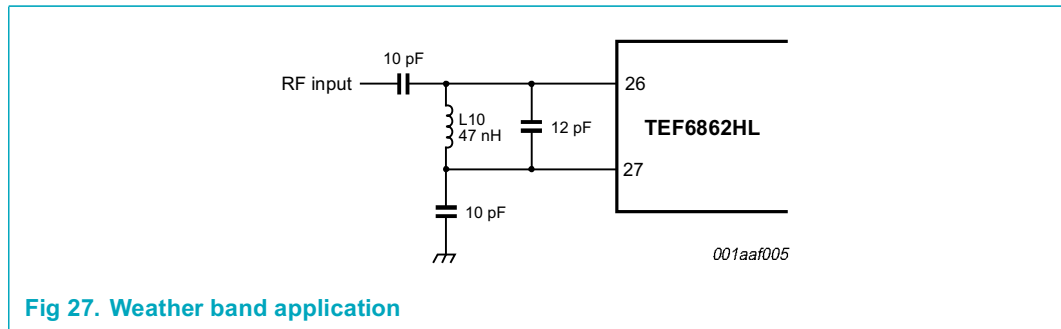 10 pF
RF input
26
L10
47 nH
12 pF
TEF6862HL
27
10 pF
001aaf005
Fig 27. Weather band application